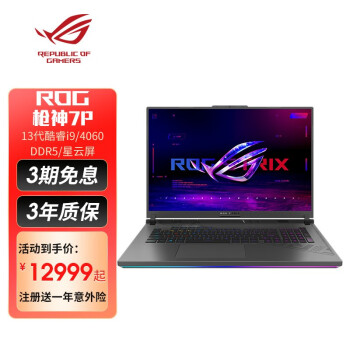 REPUBLIC OF
GAMERS
ROG
枪神7P
13代酷睿i9/4060
DDR5/星云屏
3期免息
3年质保
活动到手价：
￥12999起
注册送一年意外险